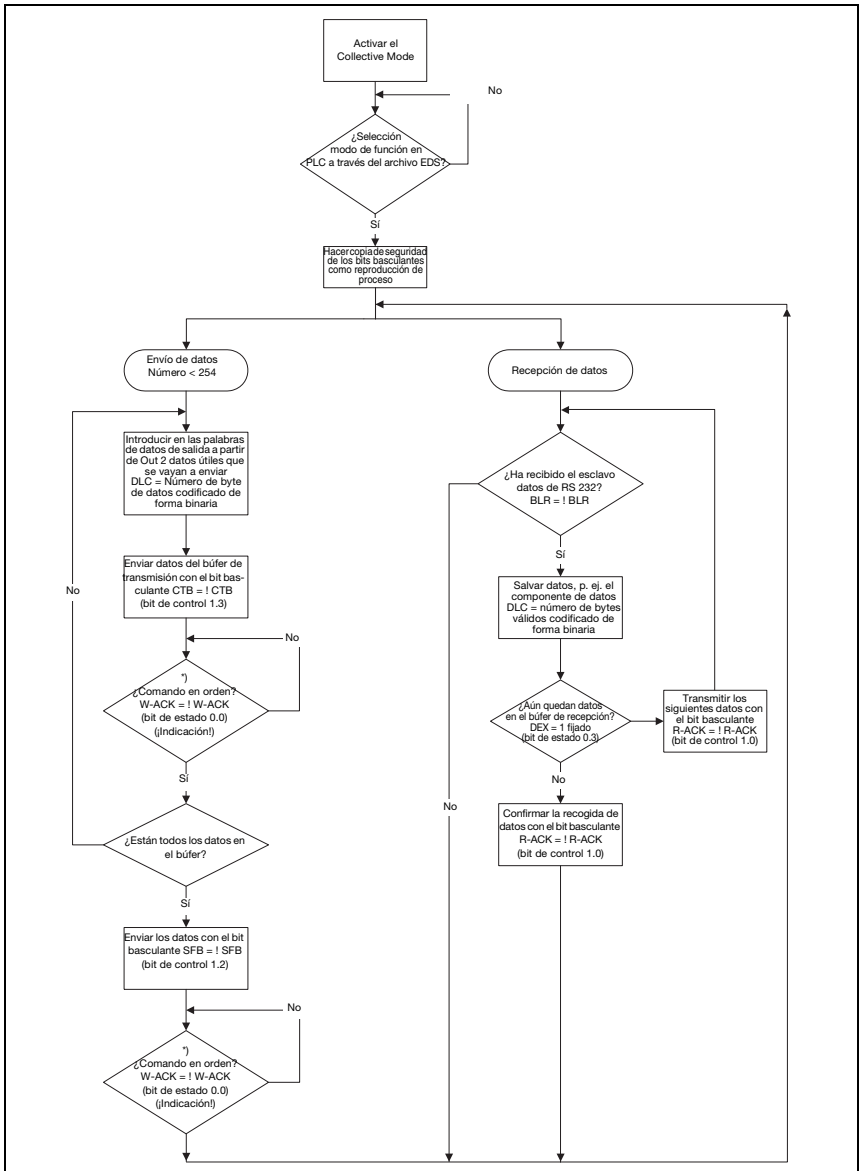 Activar el
Collective Mode
No
¿Selección
modo de función en
PLC a través del archivo EDS?
Sí
Hacer copia de seguridad
de los bits basculantes
como reproducción de
proceso
Envío de datos
Número < 254
Introducir en las palabras
de datos de salida a partir
de Out 2 datos útiles que
se vayan a enviar
DLC = Número de byte
de datos codificado de
forma binaria
Enviar datos del búfer de
transmisión con el bit bas-
culante CTB = ! CTB
(bit de control 1.3)
No
No
*)
¿Comando en orden?
W-ACK = ! W-ACK
(bit de estado 0.0)
(¡Indicación!)
Sí
¿Están todos los datos en
el búfer?
Sí
Enviar los datos con el bit
basculante SFB = ! SFB
(bit de control 1.2)
No
*)
¿Comando en orden?
W-ACK = ! W-ACK
(bit de estado 0.0)
(¡Indicación!)
Recepción de datos
¿Ha recibido el esclavo
datos de RS 232?
BLR = ! BLR
Sí
Salvar datos, p. ej. el
componente de datos
DLC = número de bytes
válidos codificado de
forma binaria
¿Aún quedan datos
en el búfer de recepción?
DEX = 1 fijado
(bit de estado 0.3)
Transmitir los
siguientes datos con
el bit basculante
R-ACK = ! R-ACK
(bit de control 1.0)
No
No
Confirmar la recogida de
datos con el bit basculante
R-ACK = ! R-ACK
(bit de control 1.0)